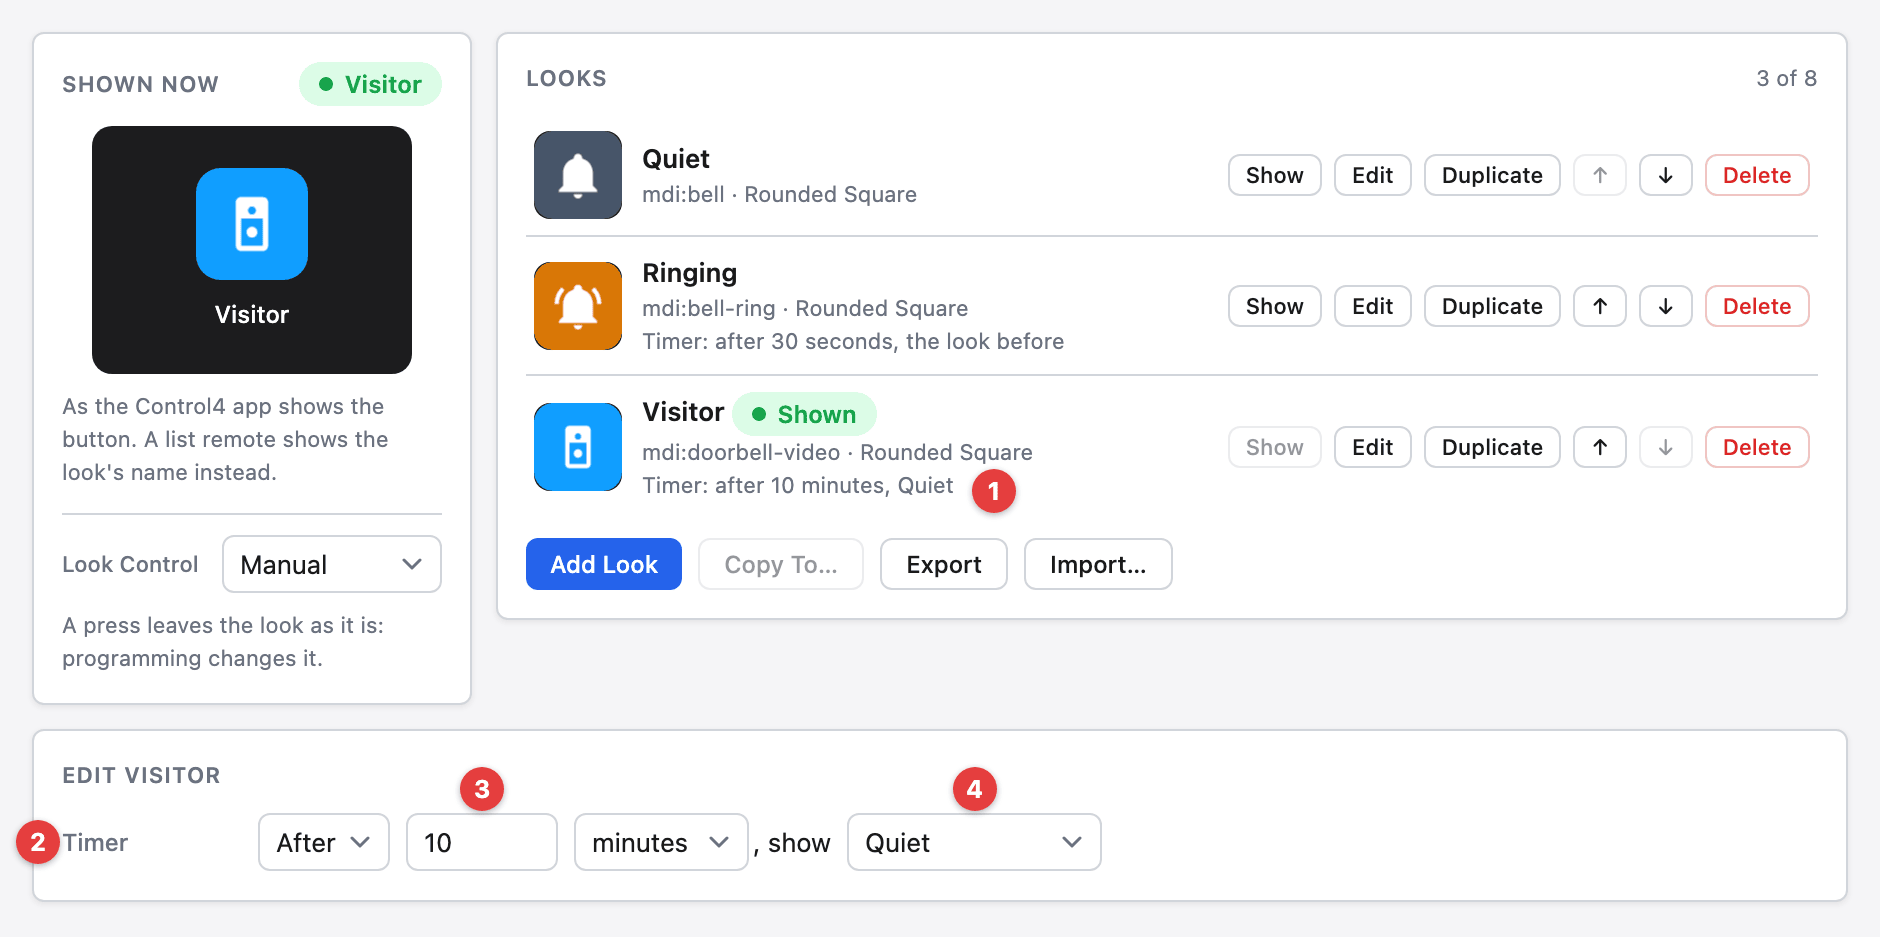 SHOWN NOW
Visitor
Visitor
As the Control4 app shows the
button. A list remote shows the
look's name instead.
Look Control Manual
A press leaves the look as it is:
programming changes it.
LOOKS 3 of 8
Quiet
mdi:bell · Rounded Square
Show Edit Duplicate ↑ ↓ Delete
Ringing
mdi:bell-ring · Rounded Square
Timer: after 30 seconds, the look before
Show Edit Duplicate ↑ ↓ Delete
Visitor Shown
mdi:doorbell-video · Rounded Square
Timer: after 10 minutes, Quiet 1
Show Edit Duplicate ↑ ↓ Delete
Add Look Copy To... Export Import...
EDIT VISITOR
3 4
2 Timer After 10 minutes , show Quiet